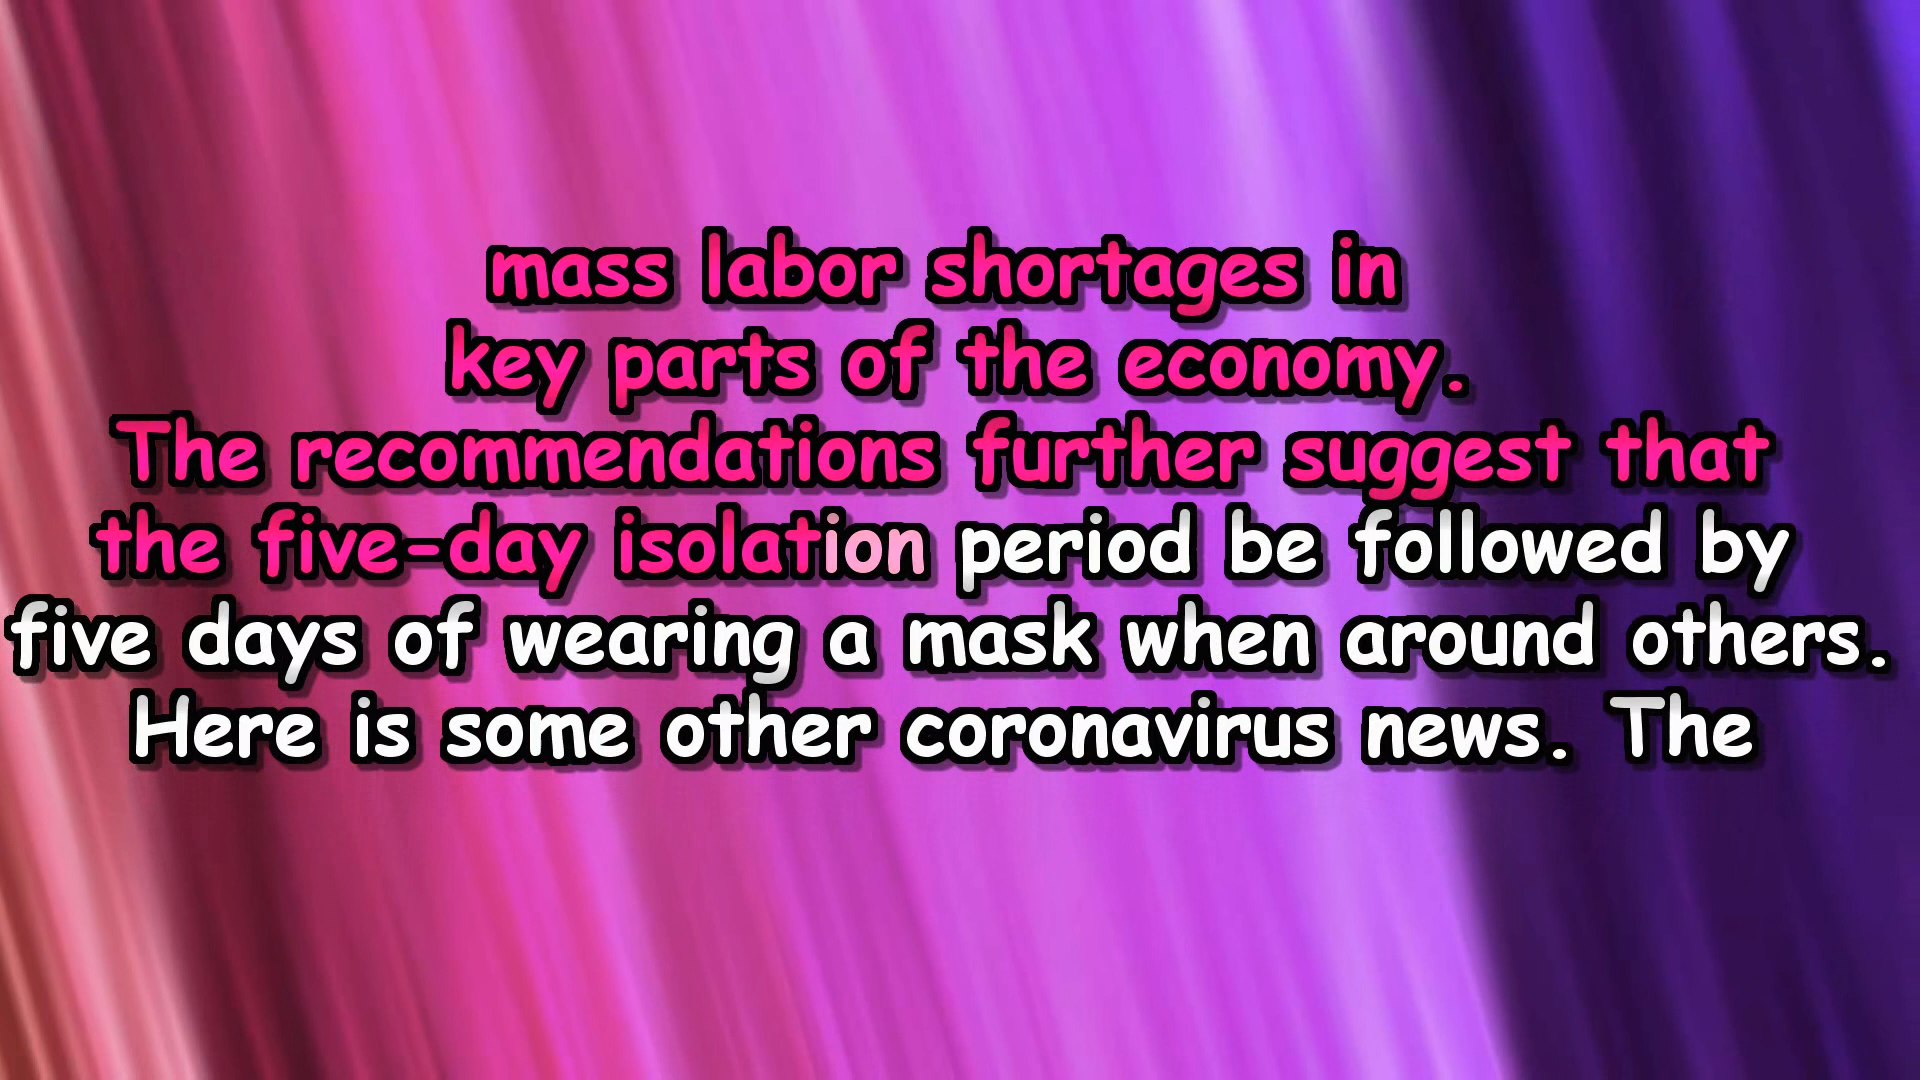 mass labor shortages in
key parts of the economy.
The recommendations further suggest that
the five-day isolation period be followed by
five days of wearing a mask when around others.
Here is some other coronavirus news. The